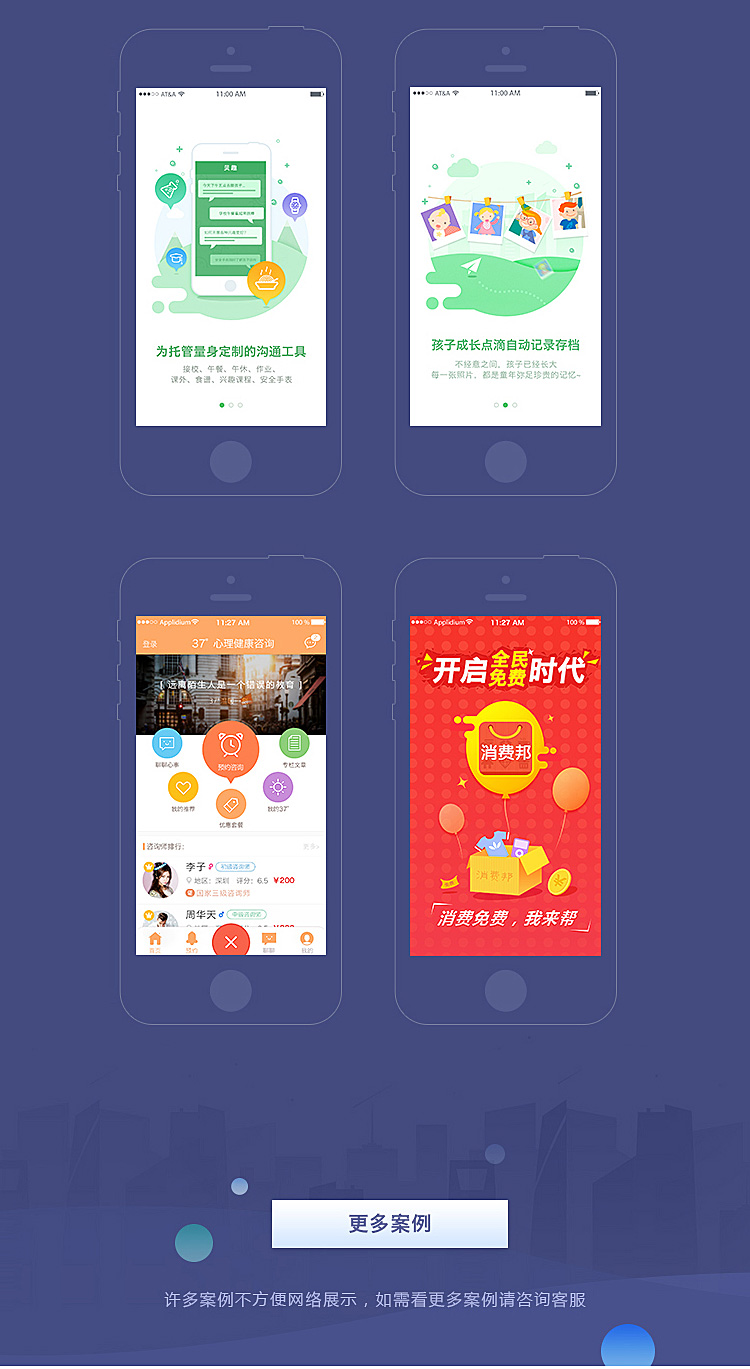 AT&A
11:00 AM
为托管量身定制的沟通工具
接校、午餐、午休、作业、
课外、食谱、兴趣课程、安全手表
AT&A
11:00 AM
孩子成长点滴自动记录存档
不经意之间，孩子已经长大
每一张照片，都是童年弥足珍贵的记忆~
Applidium
11:27 AM
100 %
登录
37° 心理健康咨询
【 远离陌生人是一个错误的教育 】
聊聊心事
预约咨询
专栏文章
我的推荐
优惠套餐
我的37°
咨询师排行:
更多>
李子
初级咨询师
地区: 深圳 评分: 6.5 ¥200
国家三级咨询师
周华天
中级咨询师
首页
预约
聊聊
我的
Applidium
11:27 AM
100 %
开启全民免费时代
消费邦
消费邦
消费免费，我来帮
更多案例
许多案例不方便网络展示，如需看更多案例请咨询客服